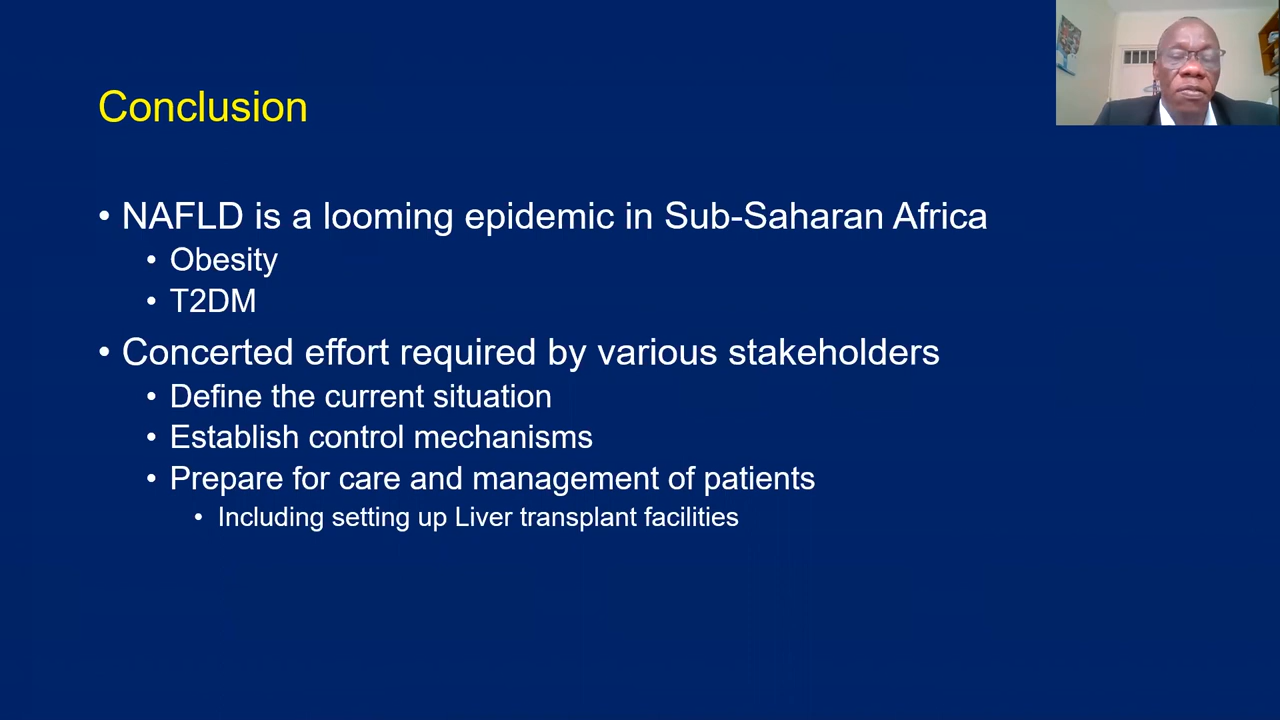 Conclusion
• NAFLD is a looming epidemic in Sub-Saharan Africa
• Obesity
• T2DM
• Concerted effort required by various stakeholders
• Define the current situation
• Establish control mechanisms
• Prepare for care and management of patients
• Including setting up Liver transplant facilities